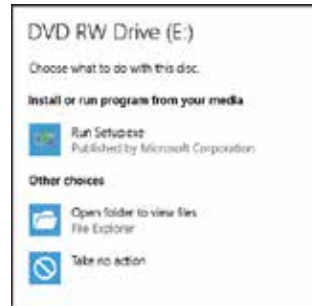 DVD RW Drive (E:)
Choose what to do with this disc.
Install or run program from your media
Run Setup.exe
Published by Microsoft Corporation
Other choices
Open folder to view files
File Explorer
Take no action